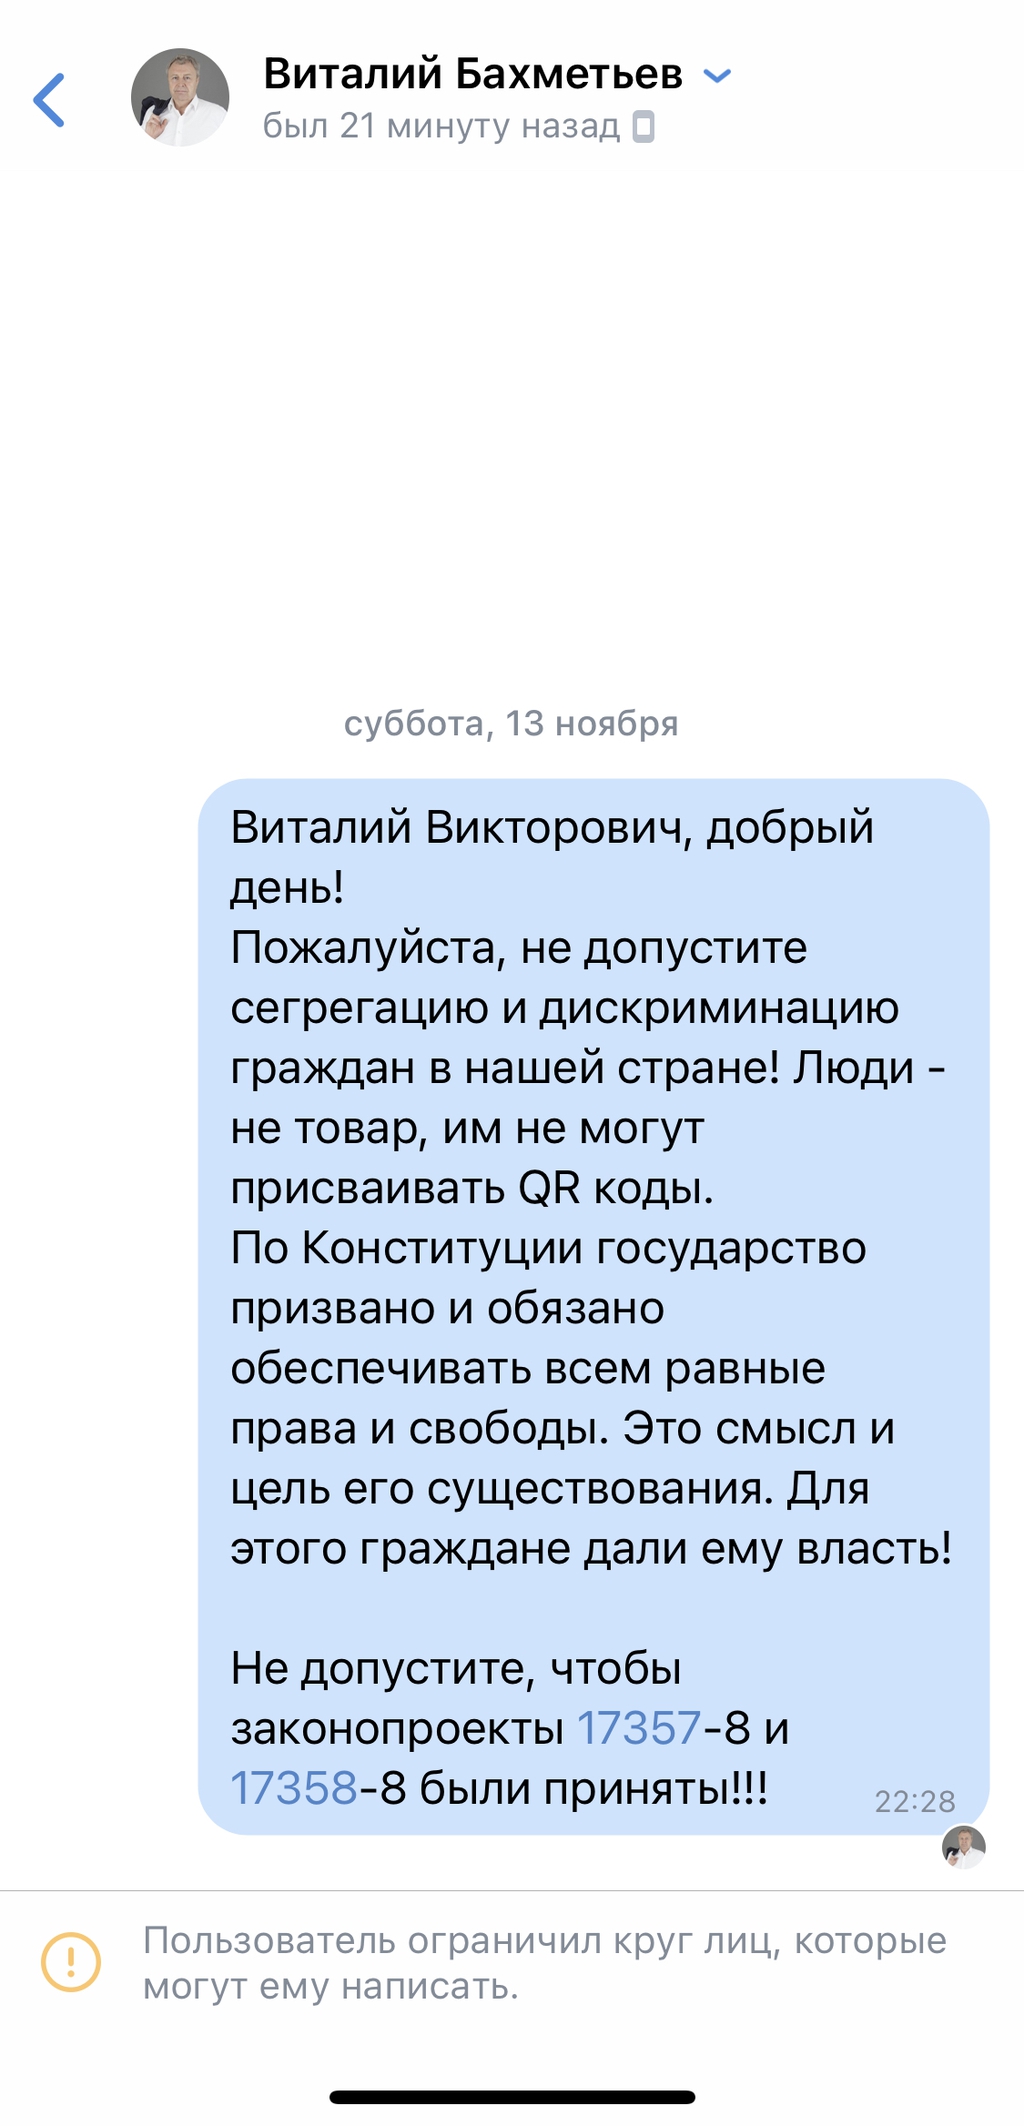 Виталий Бахметьев
был 21 минуту назад
суббота, 13 ноября
Виталий Викторович, добрый
день!
Пожалуйста, не допустите
сегрегацию и дискриминацию
граждан в нашей стране! Люди -
не товар, им не могут
присваивать QR коды.
По Конституции государство
призвано и обязано
обеспечивать всем равные
права и свободы. Это смысл и
цель его существования. Для
этого граждане дали ему власть!
Не допустите, чтобы
законопроекты 17357-8 и
17358-8 были приняты!!!
22:28
Пользователь ограничил круг лиц, которые
могут ему написать.